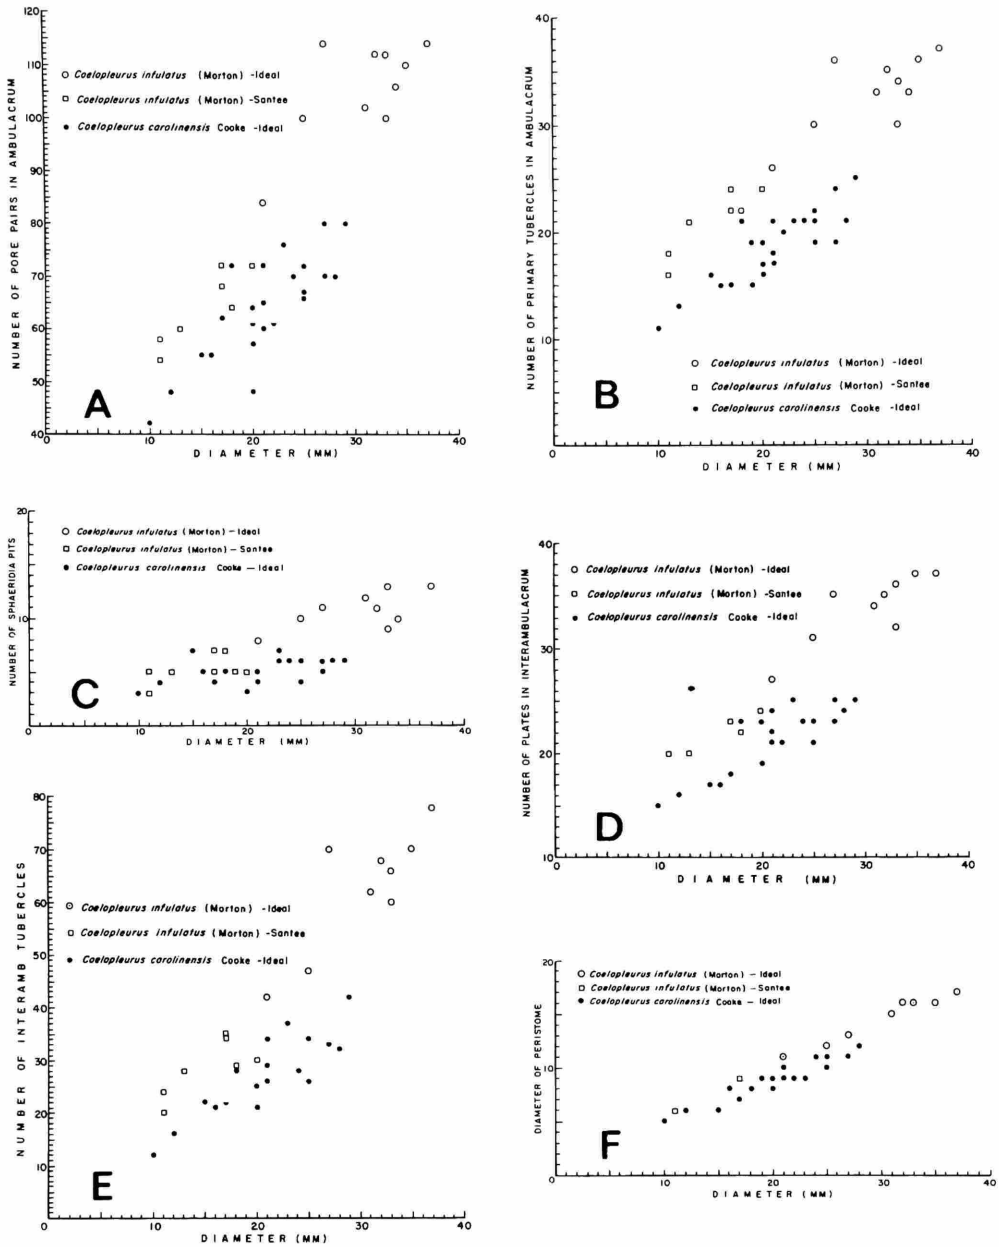 120
110
100
90
80
70
60
50
40
0
10
20
30
40
NUMBER OF PORE PAIRS IN AMBULACRUM
Coelopleurus infulatus (Morton) -Ideal
Coelopleurus infulatus (Morton) -Santee
Coelopleurus carolinensis Cooke -Ideal
A
DIAMETER (MM)
40
30
20
10
0
10
20
30
40
NUMBER OF PRIMARY TUBERCLES IN AMBULACRUM
Coelopleurus infulatus (Morton) -Ideal
Coelopleurus infulatus (Morton) -Santee
Coelopleurus carolinensis Cooke -Ideal
B
DIAMETER (MM)
20
10
0
10
20
30
40
NUMBER OF SPHAERIDIA PITS
Coelopleurus infulatus (Morton) - Ideal
Coelopleurus infulatus (Morton) - Santee
Coelopleurus carolinensis Cooke - Ideal
C
DIAMETER (MM)
40
30
20
10
0
10
20
30
40
NUMBER OF PLATES IN INTERAMBULACRUM
Coelopleurus infulatus (Morton) -Ideal
Coelopleurus infulatus (Morton) -Santee
Coelopleurus carolinensis Cooke -Ideal
D
DIAMETER (MM)
80
70
60
50
40
30
20
10
0
10
20
30
40
NUMBER OF INTERAMB TUBERCLES
Coelopleurus infulatus (Morton) -Ideal
Coelopleurus infulatus (Morton) -Santee
Coelopleurus carolinensis Cooke -Ideal
E
DIAMETER (MM)
20
10
0
10
20
30
40
DIAMETER OF PERISTOME
Coelopleurus infulatus (Morton) - Ideal
Coelopleurus infulatus (Morton) - Santee
Coelopleurus carolinensis Cooke - Ideal
F
DIAMETER (MM)